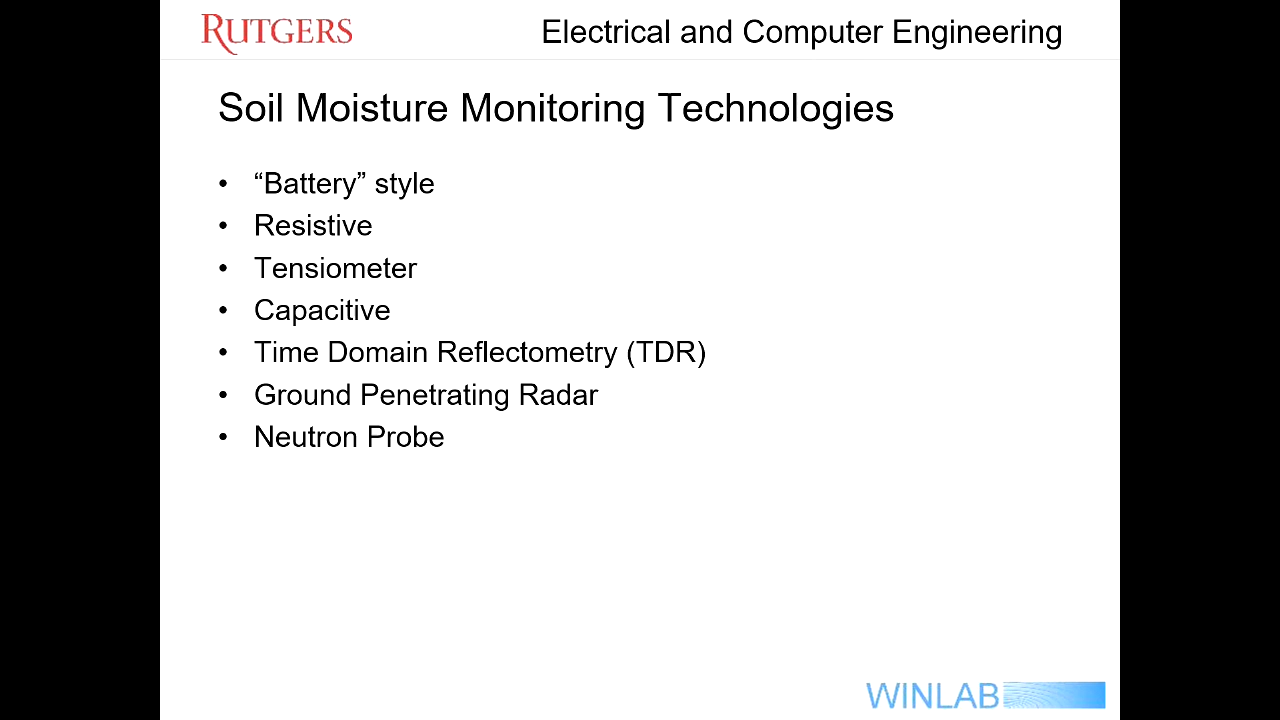 RUTGERS
Electrical and Computer Engineering
Soil Moisture Monitoring Technologies
• “Battery” style
• Resistive
• Tensiometer
• Capacitive
• Time Domain Reflectometry (TDR)
• Ground Penetrating Radar
• Neutron Probe
WINLAB